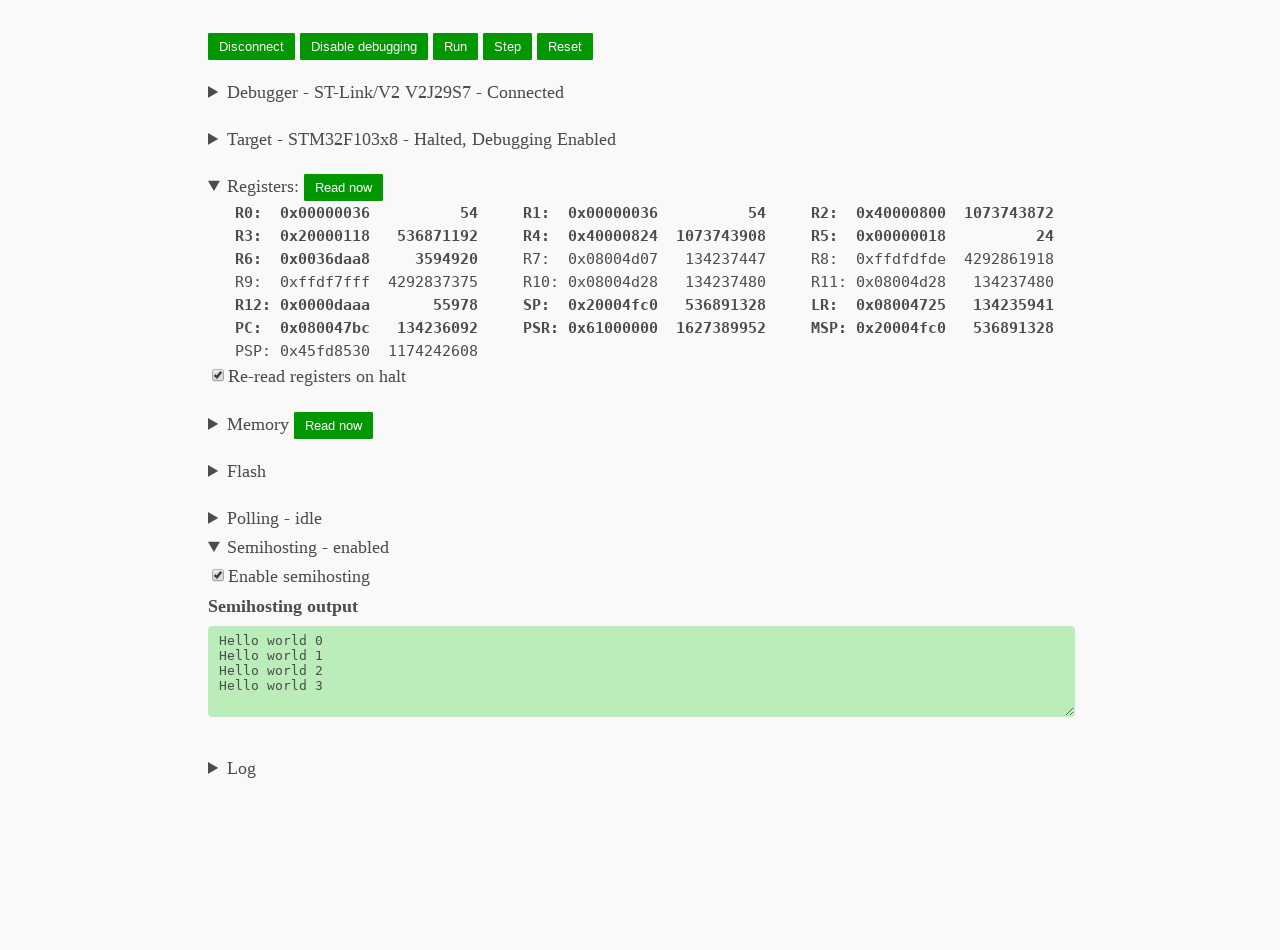 Disconnect Disable debugging Run Step Reset
Debugger - ST-Link/V2 V2J29S7 - Connected
Target - STM32F103x8 - Halted, Debugging Enabled
Registers: Read now
R0: 0x00000036 54 R1: 0x00000036 54 R2: 0x40000800 1073743872
R3: 0x20000118 536871192 R4: 0x40000824 1073743908 R5: 0x00000018 24
R6: 0x0036daa8 3594920 R7: 0x08004d07 134237447 R8: 0xffdfdfde 4292861918
R9: 0xffdf7fff 4292837375 R10: 0x08004d28 134237480 R11: 0x08004d28 134237480
R12: 0x0000daaa 55978 SP: 0x20004fc0 536891328 LR: 0x08004725 134235941
PC: 0x080047bc 134236092 PSR: 0x61000000 1627389952 MSP: 0x20004fc0 536891328
PSP: 0x45fd8530 1174242608
Re-read registers on halt
Memory Read now
Flash
Polling - idle
Semihosting - enabled
Enable semihosting
Semihosting output
Hello world 0
Hello world 1
Hello world 2
Hello world 3
Log